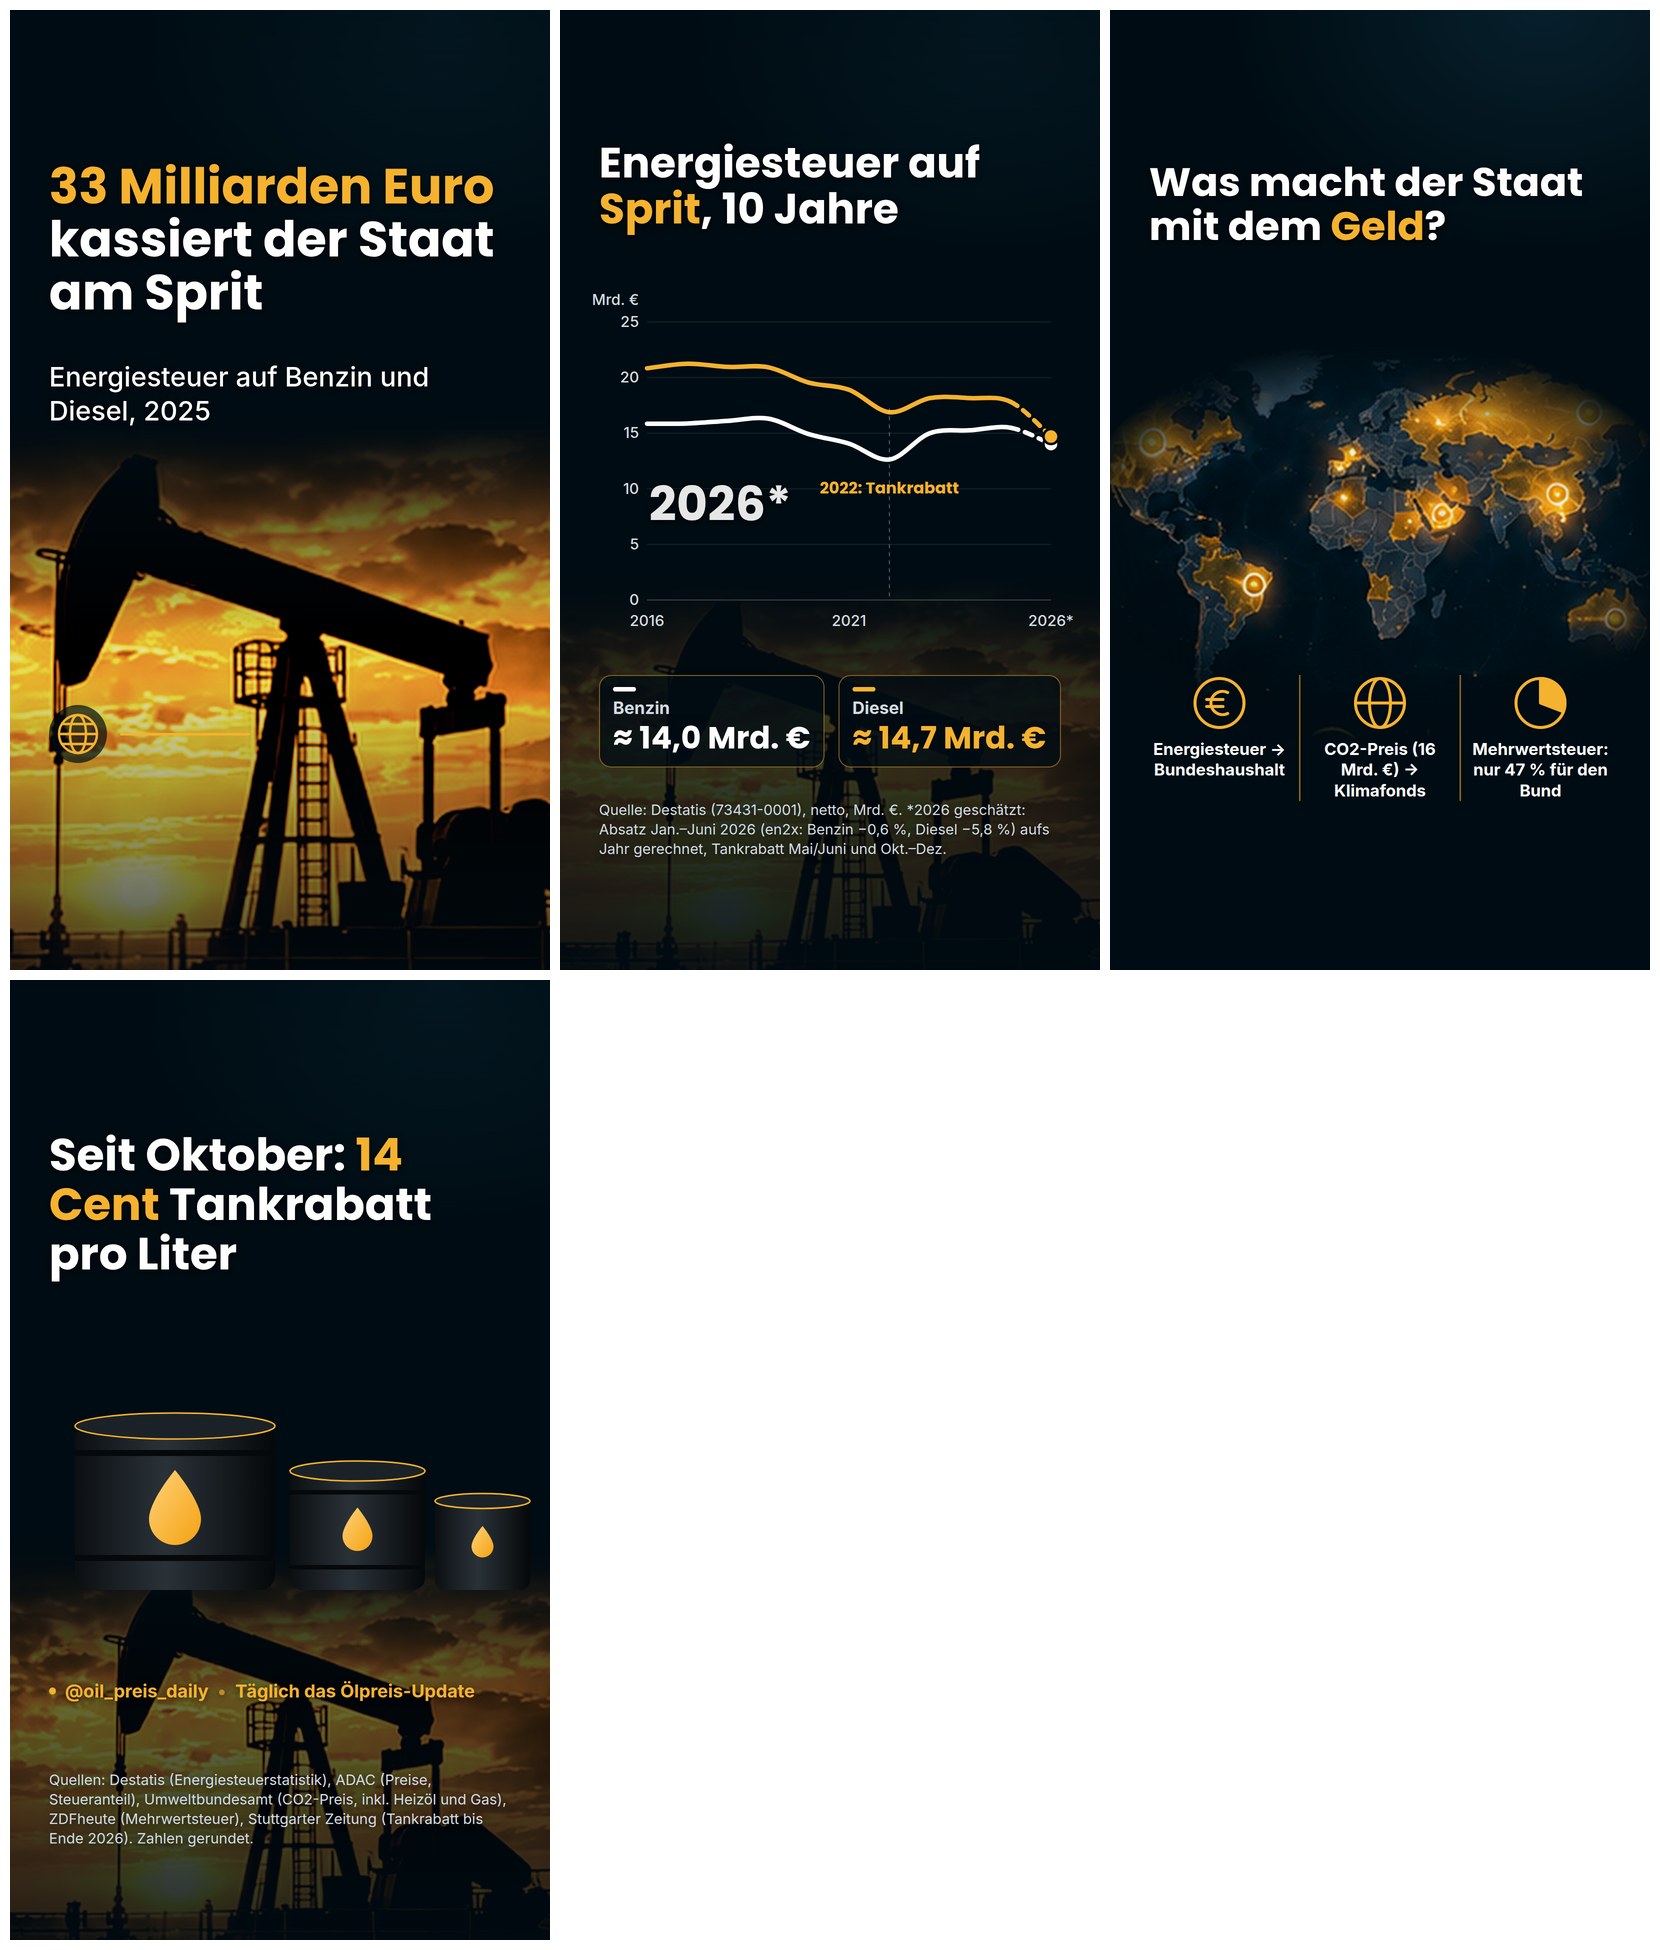 33 Milliarden Euro
kassiert der Staat
am Sprit
Energiesteuer auf Benzin und
Diesel, 2025
Energiesteuer auf
Sprit, 10 Jahre
Mrd. €
25
20
15
10
5
0
2026*
2022: Tankrabatt
2016
2021
2026*
Benzin
≈ 14,0 Mrd. €
Diesel
≈ 14,7 Mrd. €
Quelle: Destatis (73431-0001), netto, Mrd. €. *2026 geschätzt:
Absatz Jan.–Juni 2026 (en2x: Benzin −0,6 %, Diesel −5,8 %) aufs
Jahr gerechnet, Tankrabatt Mai/Juni und Okt.–Dez.
Was macht der Staat
mit dem Geld?
Energiesteuer →
Bundeshaushalt
CO2-Preis (16
Mrd. €) →
Klimafonds
Mehrwertsteuer:
nur 47 % für den
Bund
Seit Oktober: 14
Cent Tankrabatt
pro Liter
• @oil_preis_daily • Täglich das Ölpreis-Update
Quellen: Destatis (Energiesteuerstatistik), ADAC (Preise,
Steueranteil), Umweltbundesamt (CO2-Preis, inkl. Heizöl und Gas),
ZDFheute (Mehrwertsteuer), Stuttgarter Zeitung (Tankrabatt bis
Ende 2026). Zahlen gerundet.